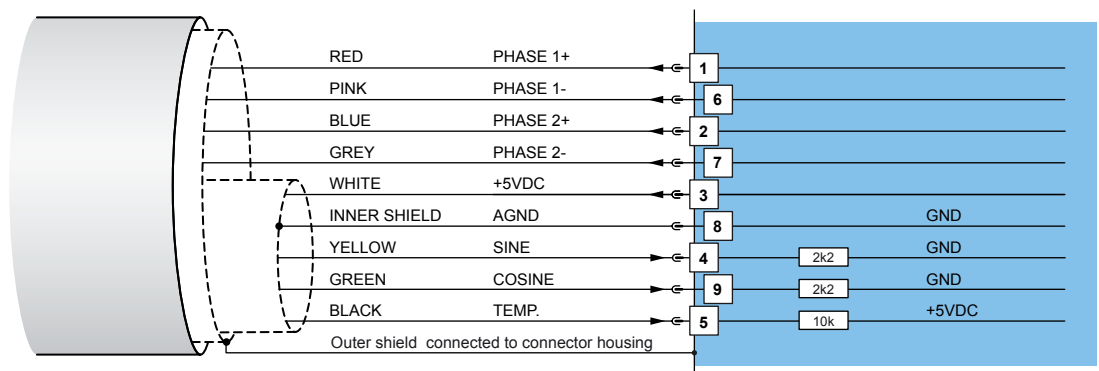 RED PHASE 1+ 1
PINK PHASE 1- 6
BLUE PHASE 2+ 2
GREY PHASE 2- 7
WHITE +5VDC 3
INNER SHIELD AGND 8 GND
YELLOW SINE 4 2k2 GND
GREEN COSINE 9 2k2 GND
BLACK TEMP. 5 10k +5VDC
Outer shield connected to connector housing